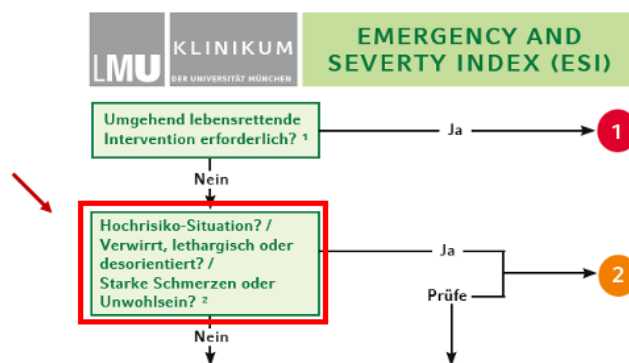 LMU KLINIKUM
DER UNIVERSITÄT MÜNCHEN
EMERGENCY AND
SEVERTY INDEX (ESI)
Umgehend lebensrettende
Intervention erforderlich? ¹
Ja
1
Nein
Hochrisiko-Situation? /
Verwirrt, lethargisch oder
desorientiert? /
Starke Schmerzen oder
Unwohlsein? ²
Ja
2
Prüfe
Nein